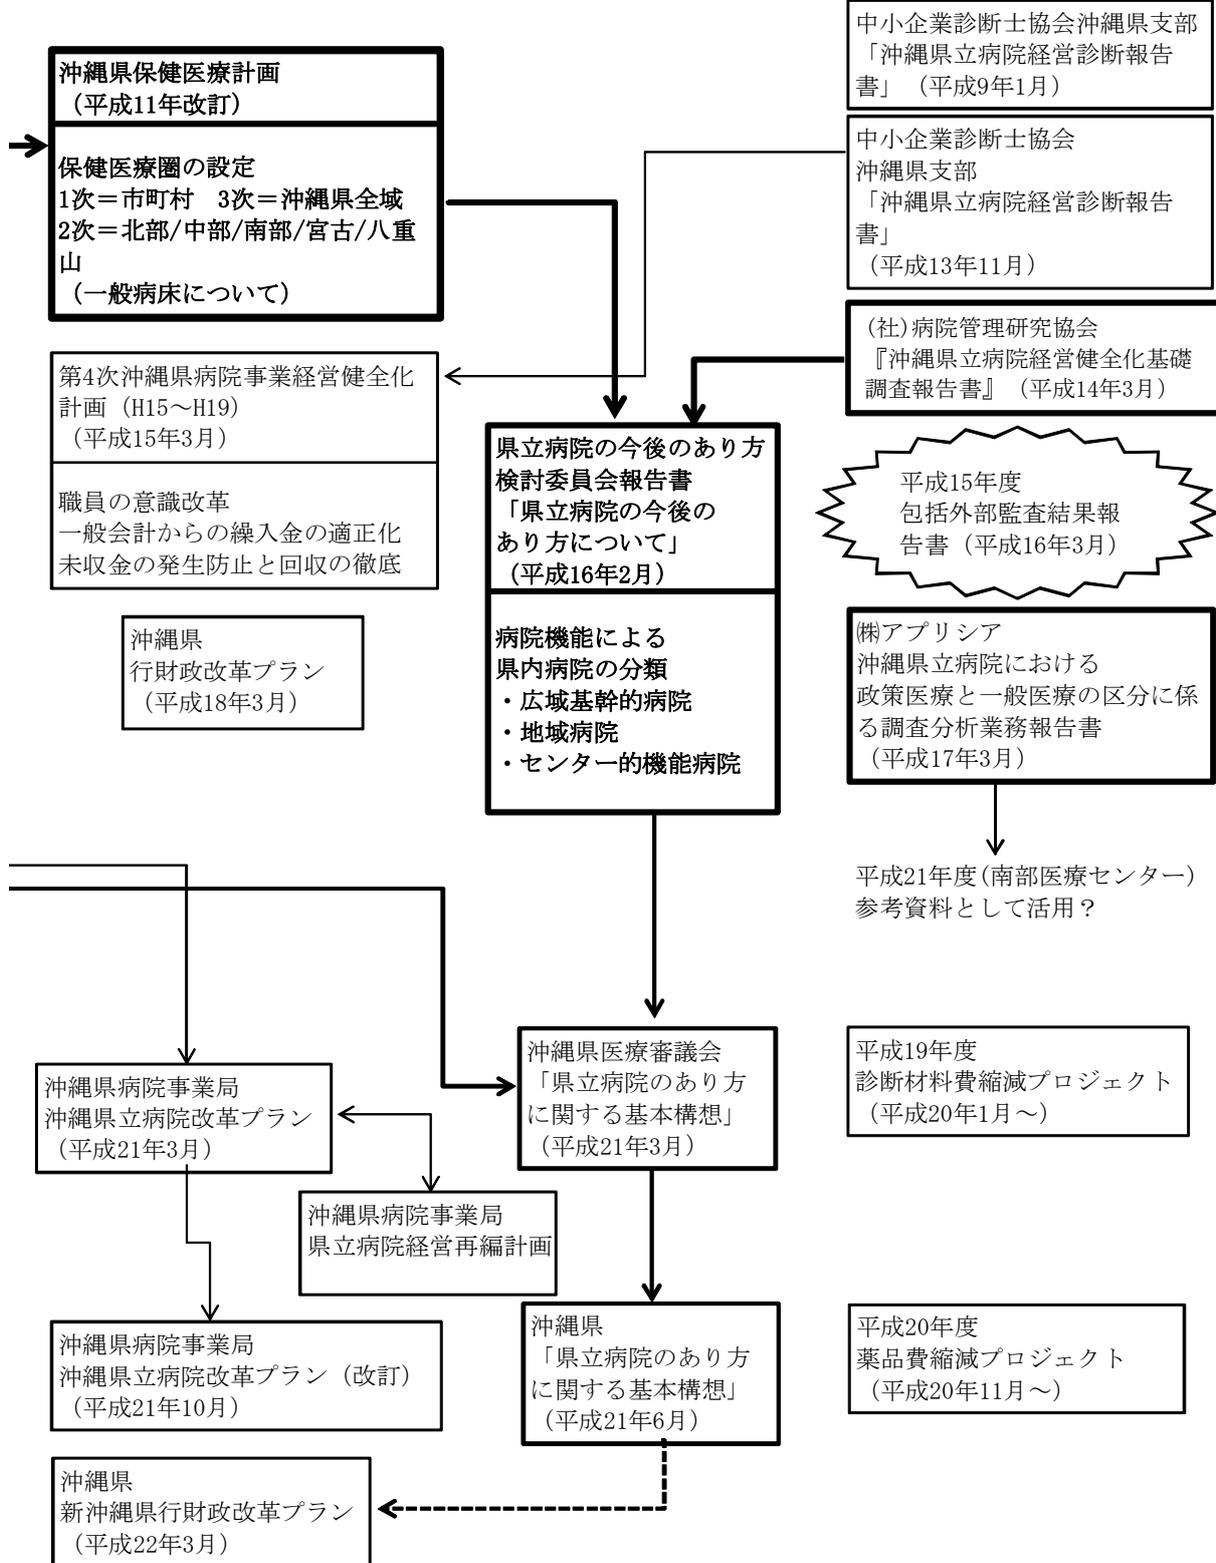 中小企業診断士協会沖縄県支部
「沖縄県立病院経営診断報告
書」（平成9年1月）
沖縄県保健医療計画
（平成11年改訂）
保健医療圏の設定
1次＝市町村　3次＝沖縄県全域
2次＝北部/中部/南部/宮古/八重
山
（一般病床について）
中小企業診断士協会
沖縄県支部
「沖縄県立病院経営診断報告
書」
（平成13年11月）
(社)病院管理研究協会
『沖縄県立病院経営健全化基礎
調査報告書』（平成14年3月）
第4次沖縄県病院事業経営健全化
計画（H15～H19）
（平成15年3月）
職員の意識改革
一般会計からの繰入金の適正化
未収金の発生防止と回収の徹底
県立病院の今後のあり方
検討委員会報告書
「県立病院の今後の
あり方について」
（平成16年2月）
病院機能による
県内病院の分類
・広域基幹的病院
・地域病院
・センター的機能病院
平成15年度
包括外部監査結果報
告書（平成16年3月）
沖縄県
行財政改革プラン
（平成18年3月）
㈱アプリシア
沖縄県立病院における
政策医療と一般医療の区分に係
る調査分析業務報告書
（平成17年3月）
平成21年度(南部医療センター)
参考資料として活用？
沖縄県病院事業局
沖縄県立病院改革プラン
（平成21年3月）
沖縄県医療審議会
「県立病院のあり方
に関する基本構想」
（平成21年3月）
平成19年度
診断材料費縮減プロジェクト
（平成20年1月～）
沖縄県病院事業局
県立病院経営再編計画
沖縄県病院事業局
沖縄県立病院改革プラン（改訂）
（平成21年10月）
沖縄県
「県立病院のあり方
に関する基本構想」
（平成21年6月）
平成20年度
薬品費縮減プロジェクト
（平成20年11月～）
沖縄県
新沖縄県行財政改革プラン
（平成22年3月）